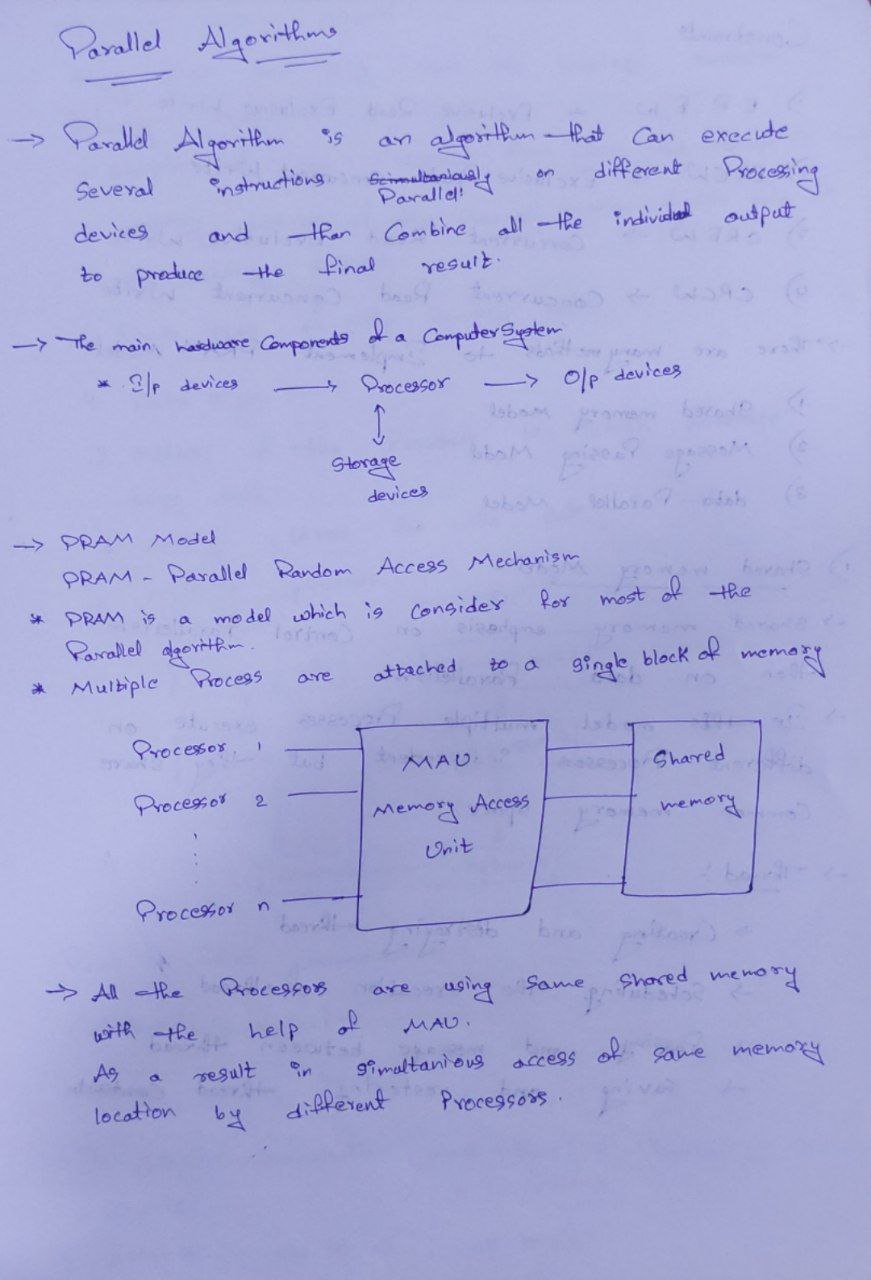 Parallel Algorithms
→ Parallel Algorithm is an algorithm that can execute
Several instructions Scimultaniously on different Processing
Parallel!
devices and then Combine all the individual output
to produce the final result.
→ The main, hardware Components of a Computer System
* I/p devices → Processor → O/p devices
↕
Storage
devices
→ PRAM Model
PRAM - Parallel Random Access Mechanism
* PRAM is a model which is consider for most of the
Parallel algorithm.
* Multiple Process are attached to a single block of memory
Processor 1
Processor 2
Processor n
MAU
Memory Access
Unit
Shared
memory
→ All the Processors are using same shared memory
with the help of MAU.
As a result in simultanious access of same memory
location by different Processors.